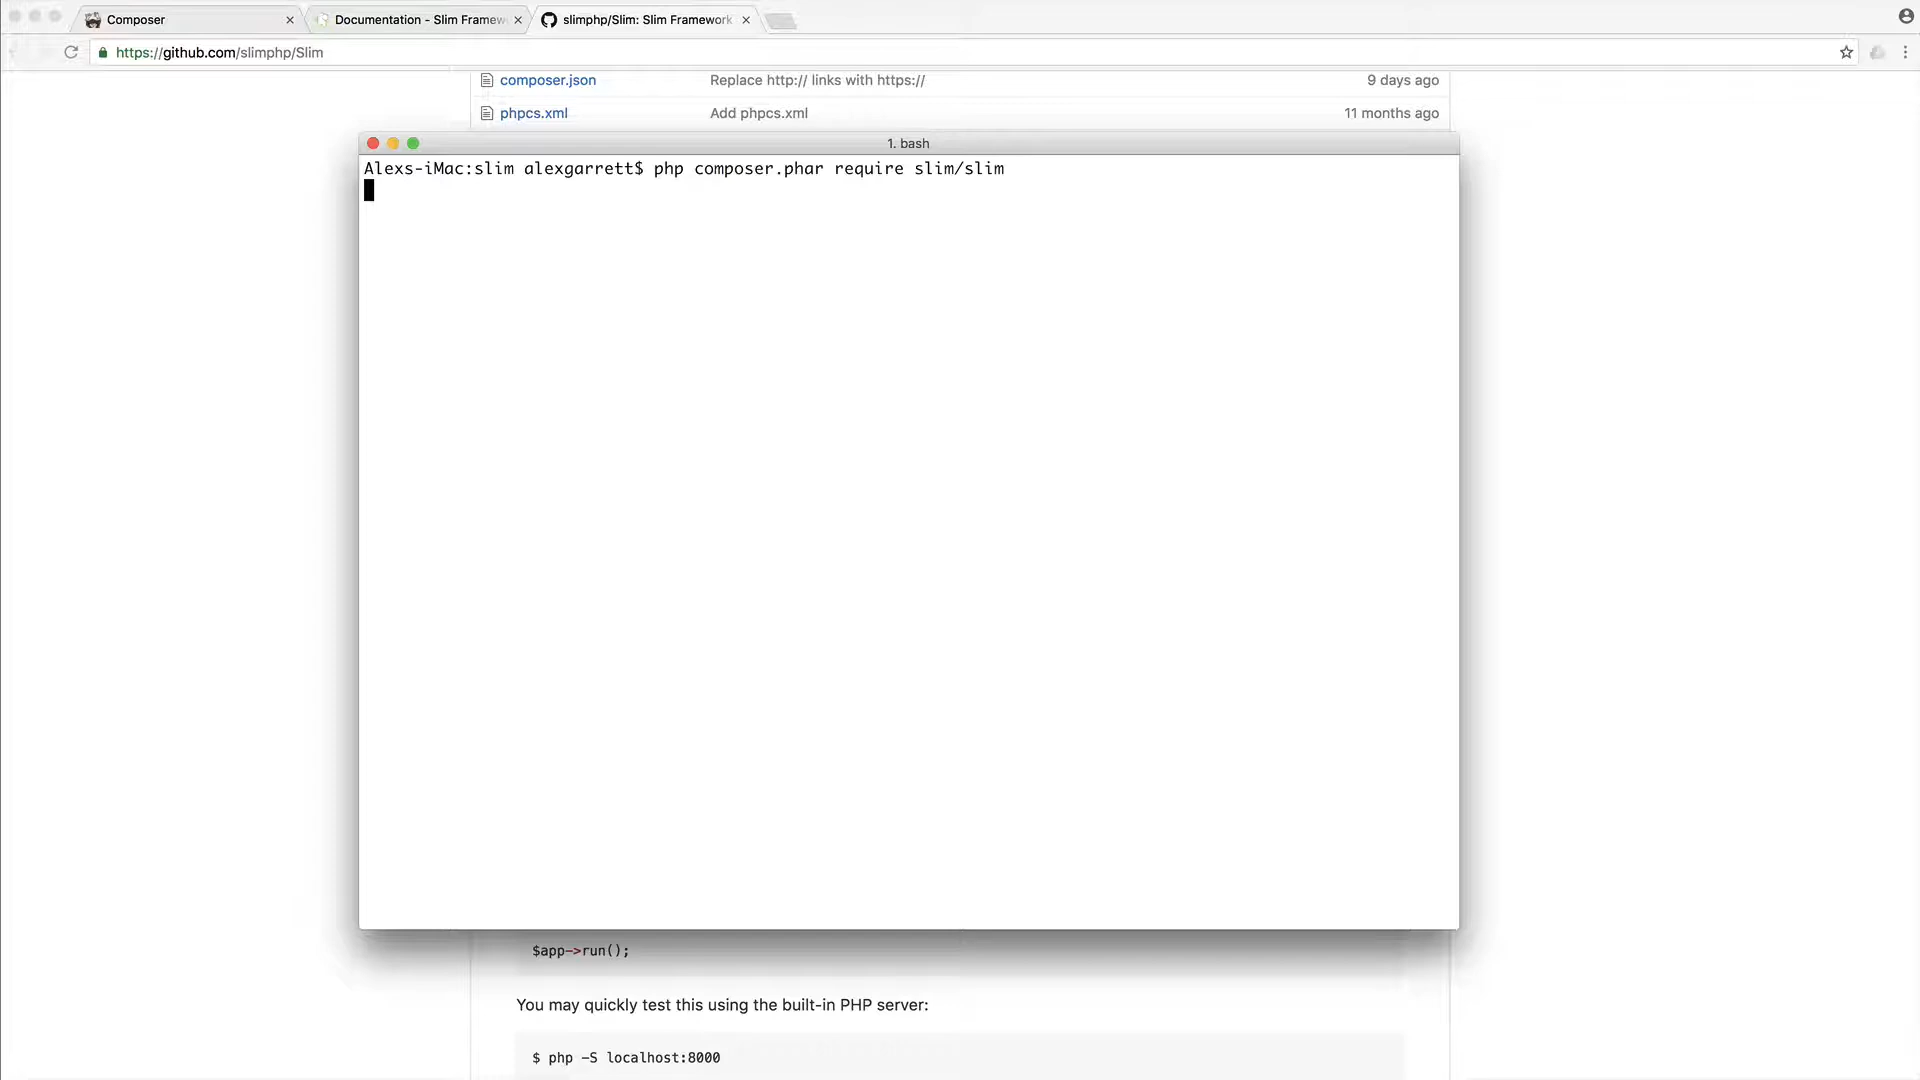 Composer
Documentation - Slim Framew
slimphp/Slim: Slim Framework
https://github.com/slimphp/Slim
composer.json Replace http:// links with https:// 9 days ago
phpcs.xml Add phpcs.xml 11 months ago
1. bash
Alexs-iMac:slim alexgarrett$ php composer.phar require slim/slim
$app->run();
You may quickly test this using the built-in PHP server:
$ php -S localhost:8000